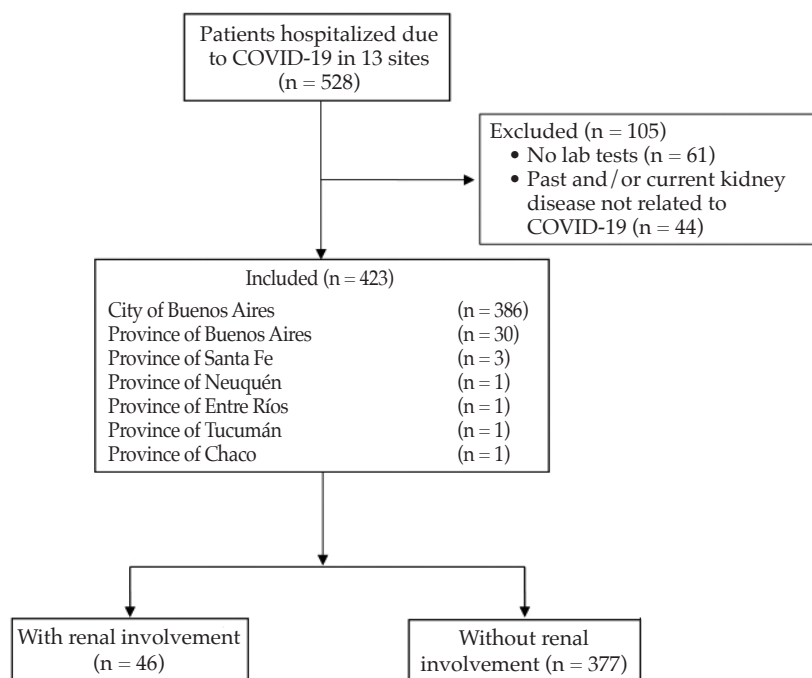 Patients hospitalized due
to COVID-19 in 13 sites
(n = 528)
Excluded (n = 105)
• No lab tests (n = 61)
• Past and/or current kidney
disease not related to
COVID-19 (n = 44)
Included (n = 423)
City of Buenos Aires (n = 386)
Province of Buenos Aires (n = 30)
Province of Santa Fe (n = 3)
Province of Neuquén (n = 1)
Province of Entre Ríos (n = 1)
Province of Tucumán (n = 1)
Province of Chaco (n = 1)
With renal involvement
(n = 46)
Without renal
involvement (n = 377)